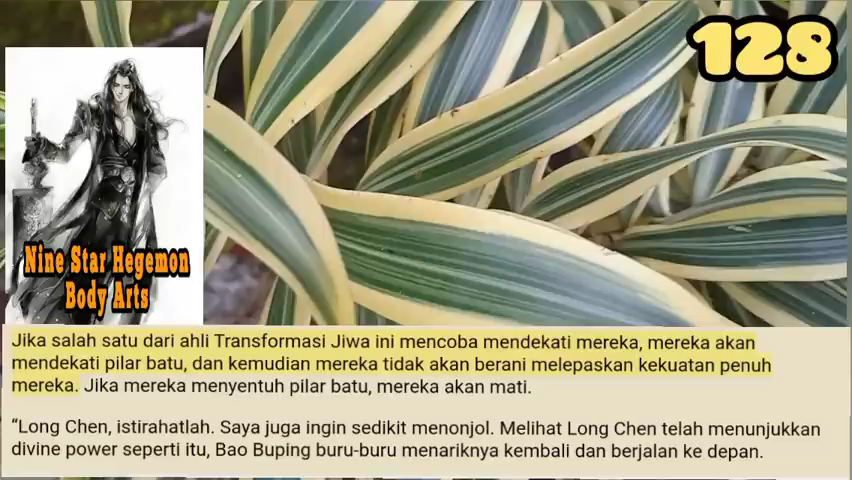 128
Nine Star Hegemon
Body Arts
Jika salah satu dari ahli Transformasi Jiwa ini mencoba mendekati mereka, mereka akan
mendekati pilar batu, dan kemudian mereka tidak akan berani melepaskan kekuatan penuh
mereka. Jika mereka menyentuh pilar batu, mereka akan mati.
“Long Chen, istirahatlah. Saya juga ingin sedikit menonjol. Melihat Long Chen telah menunjukkan
divine power seperti itu, Bao Buping buru-buru menariknya kembali dan berjalan ke depan.